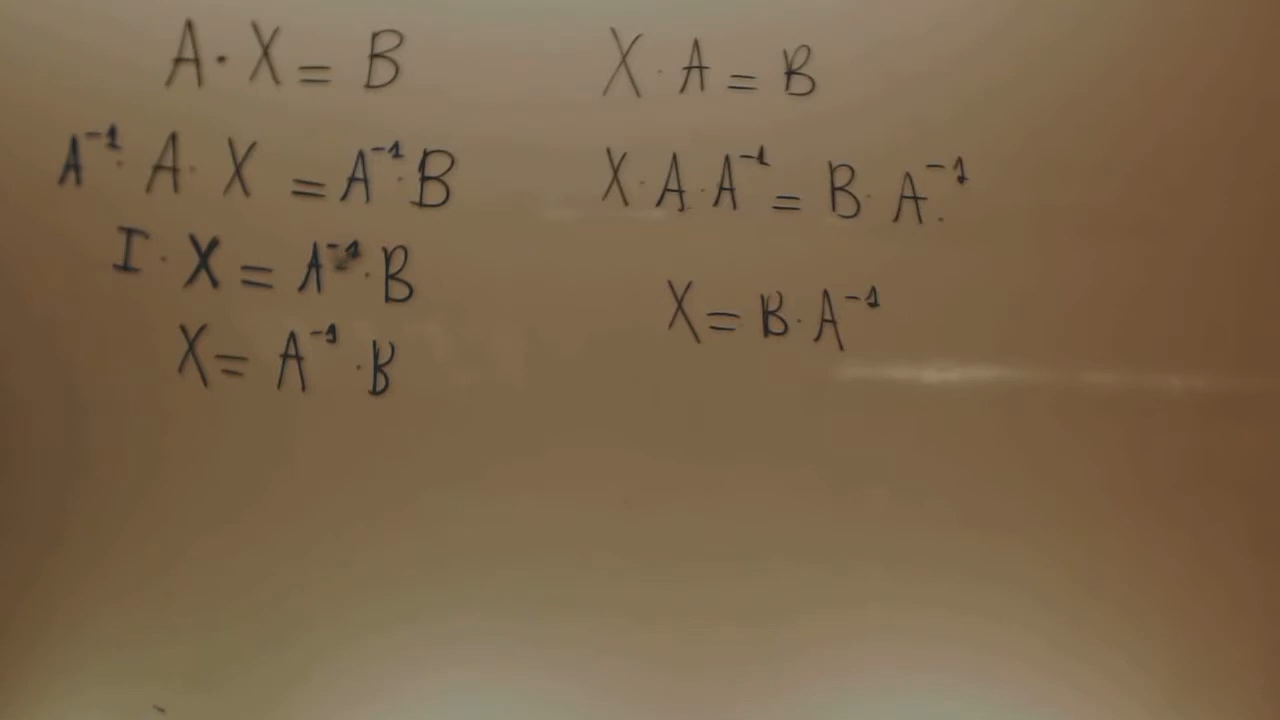 A · X = B
A⁻¹ · A · X = A⁻¹ · B
I · X = A⁻¹ · B
X = A⁻¹ · B
X · A = B
X · A · A⁻¹ = B · A⁻¹
X = B · A⁻¹